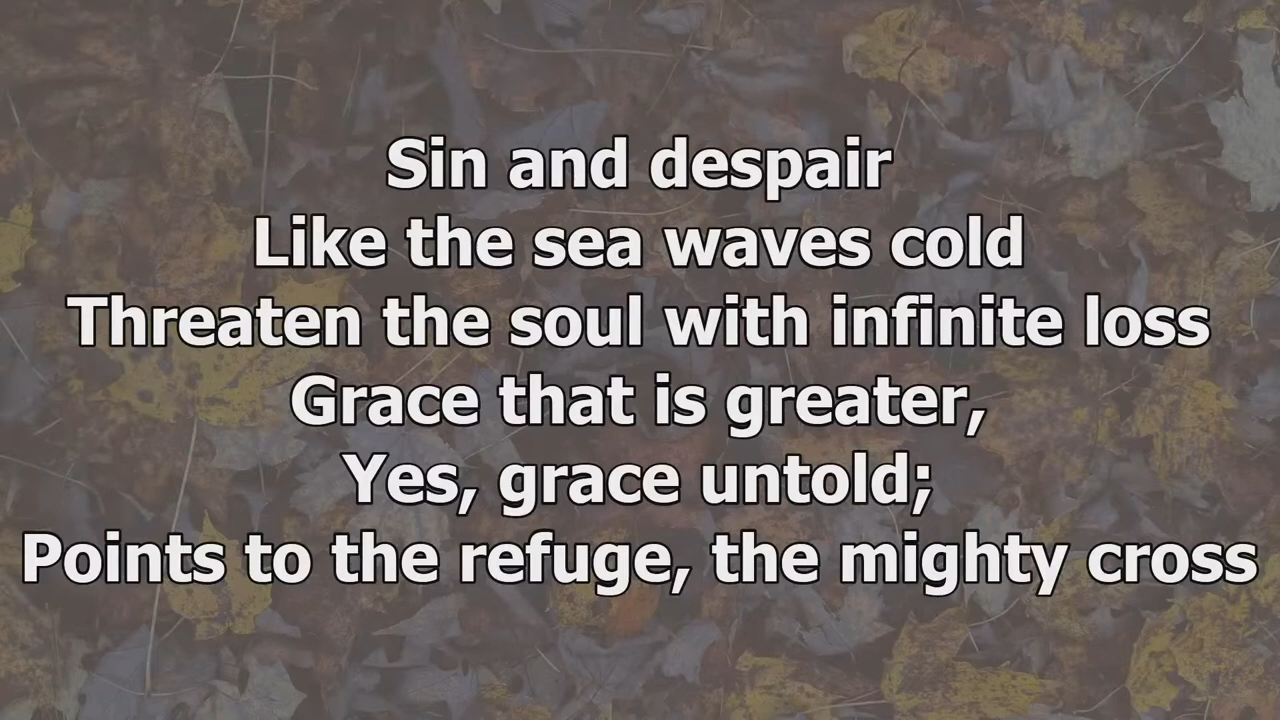 Sin and despair
Like the sea waves cold
Threaten the soul with infinite loss
Grace that is greater,
Yes, grace untold;
Points to the refuge, the mighty cross